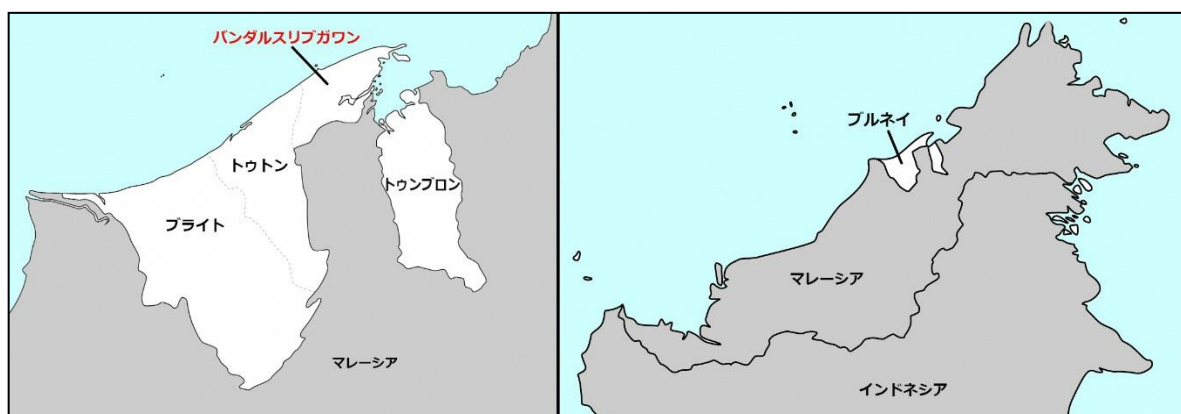 バンダルスリブガワン
トゥトン
トゥンブロン
ブライト
マレーシア
ブルネイ
マレーシア
インドネシア